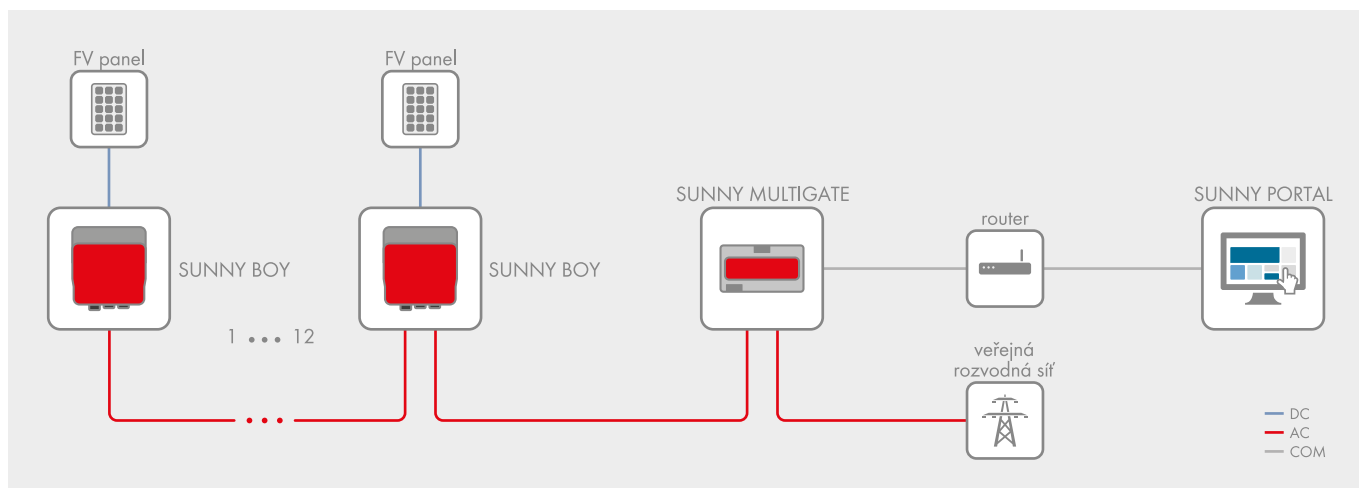 FV panel
FV panel
SUNNY MULTIGATE
SUNNY PORTAL
router
SUNNY BOY
SUNNY BOY
1 ... 12
veřejná
rozvodná síť
DC
AC
COM